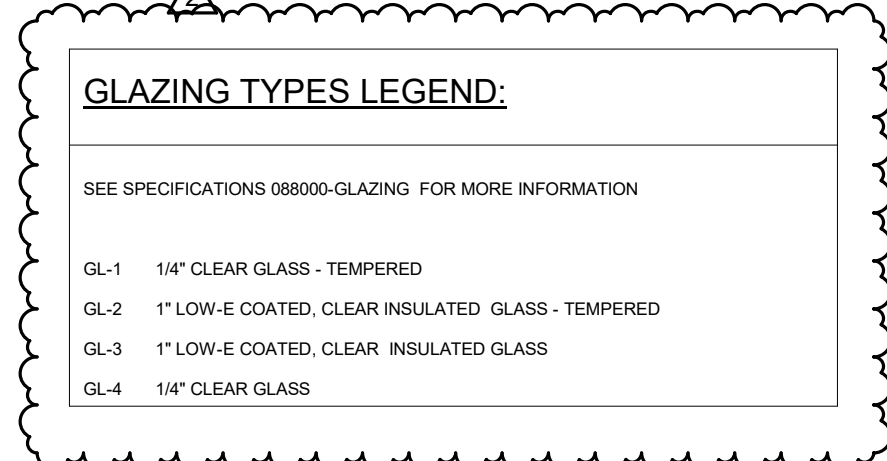 GLAZING TYPES LEGEND:
SEE SPECIFICATIONS 088000-GLAZING FOR MORE INFORMATION
GL-1 1/4" CLEAR GLASS - TEMPERED
GL-2 1" LOW-E COATED, CLEAR INSULATED GLASS - TEMPERED
GL-3 1" LOW-E COATED, CLEAR INSULATED GLASS
GL-4 1/4" CLEAR GLASS